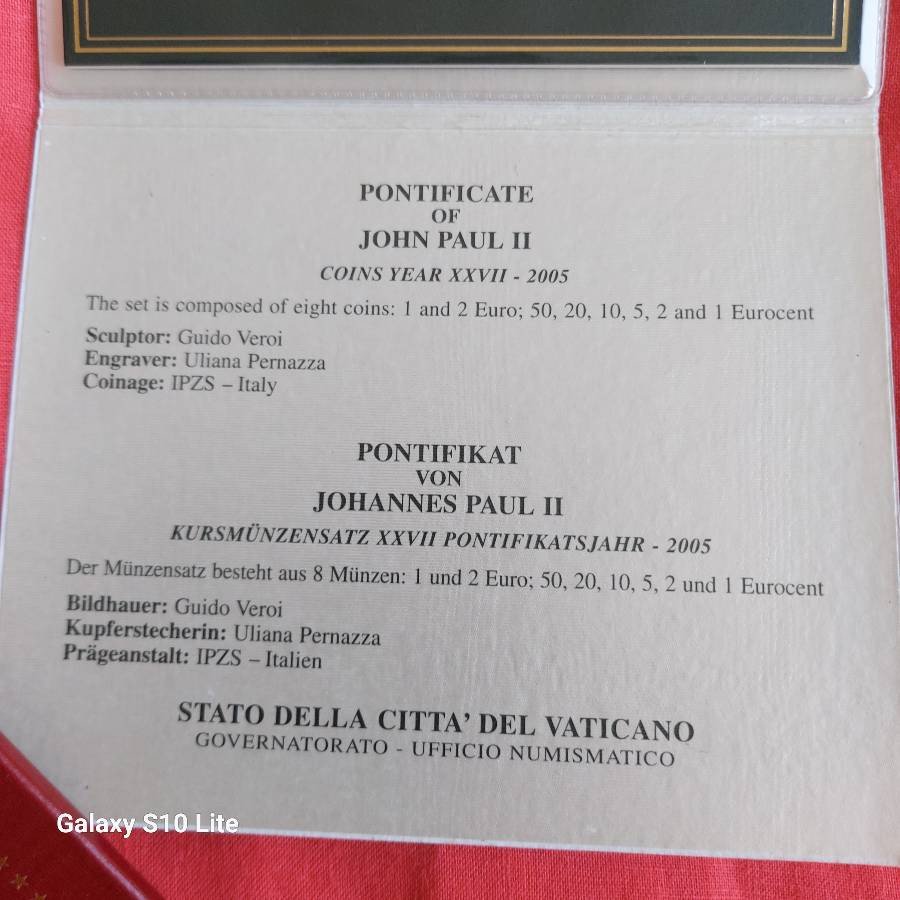 PONTIFICATE
OF
JOHN PAUL II
COINS YEAR XXVII - 2005
The set is composed of eight coins: 1 and 2 Euro; 50, 20, 10, 5, 2 and 1 Eurocent
Sculptor: Guido Veroi
Engraver: Uliana Pernazza
Coinage: IPZS – Italy
PONTIFIKAT
VON
JOHANNES PAUL II
KURSMÜNZENSATZ XXVII PONTIFIKATSJAHR - 2005
Der Münzensatz besteht aus 8 Münzen: 1 und 2 Euro; 50, 20, 10, 5, 2 und 1 Eurocent
Bildhauer: Guido Veroi
Kupferstecherin: Uliana Pernazza
Prägeanstalt: IPZS – Italien
STATO DELLA CITTA' DEL VATICANO
GOVERNATORATO - UFFICIO NUMISMATICO
Galaxy S10 Lite